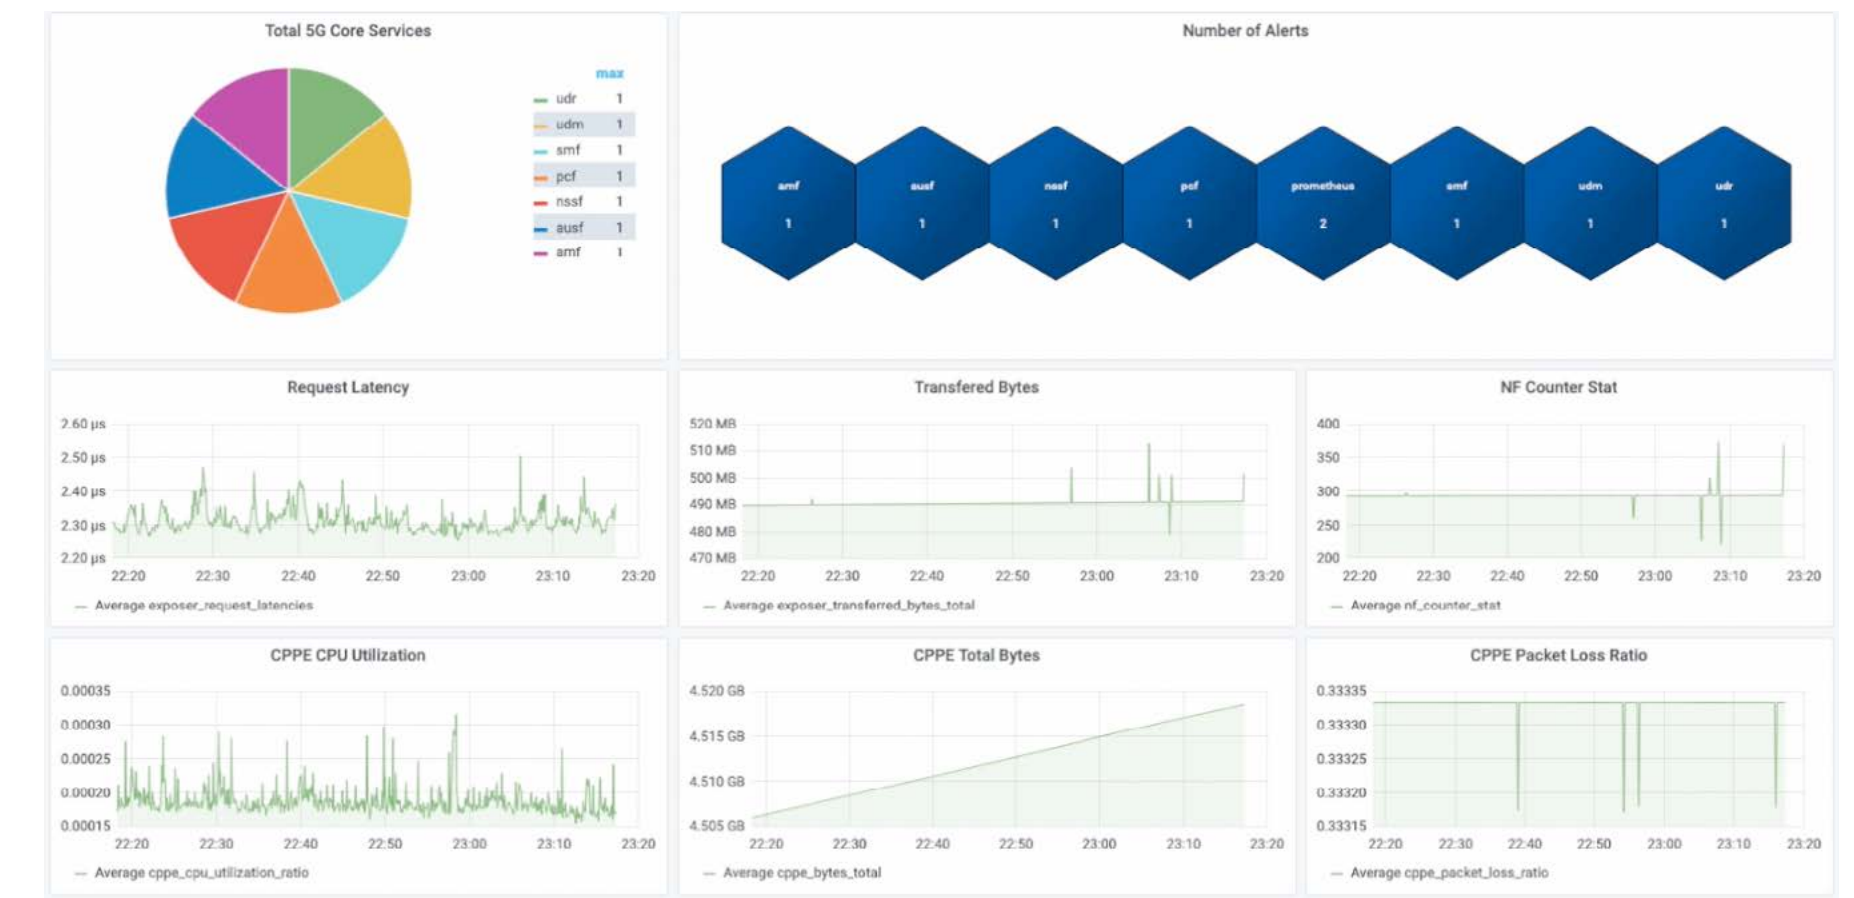 Total 5G Core Services
max
udr 1
udm 1
smf 1
pcf 1
nssf 1
ausf 1
amf 1
Number of Alerts
amf ausf nssf pcf prometheus smf udm udr
1 1 1 1 2 1 1 1
Request Latency
2.60 µs
2.50 µs
2.40 µs
2.30 µs
2.20 µs
22:20 22:30 22:40 22:50 23:00 23:10 23:20
Average exposer_request_latencies
Transfered Bytes
520 MB
510 MB
500 MB
490 MB
480 MB
470 MB
22:20 22:30 22:40 22:50 23:00 23:10 23:20
Average exposer_transferred_bytes_total
NF Counter Stat
400
350
300
250
200
22:20 22:30 22:40 22:50 23:00 23:10 23:20
Average nf_counter_stat
CPPE CPU Utilization
0.00035
0.00030
0.00025
0.00020
0.00015
22:20 22:30 22:40 22:50 23:00 23:10 23:20
Average cppe_cpu_utilization_ratio
CPPE Total Bytes
4.520 GB
4.515 GB
4.510 GB
4.505 GB
22:20 22:30 22:40 22:50 23:00 23:10 23:20
Average cppe_bytes_total
CPPE Packet Loss Ratio
0.33335
0.33330
0.33325
0.33320
0.33315
22:20 22:30 22:40 22:50 23:00 23:10 23:20
Average cppe_packet_loss_ratio